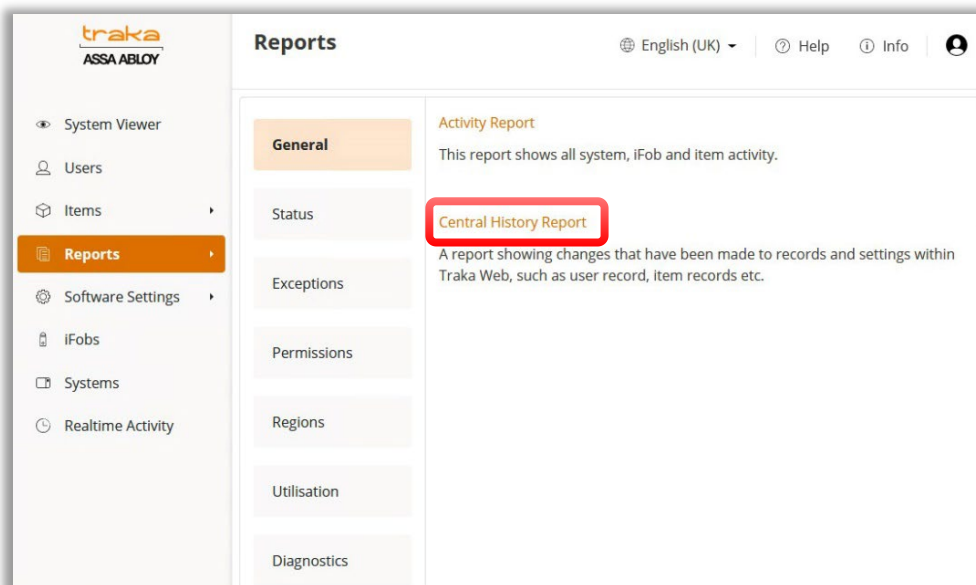 traka
ASSA ABLOY
Reports
English (UK)
Help
Info
System Viewer
Users
Items
Reports
Software Settings
iFobs
Systems
Realtime Activity
General
Status
Exceptions
Permissions
Regions
Utilisation
Diagnostics
Activity Report
This report shows all system, iFob and item activity.
Central History Report
A report showing changes that have been made to records and settings within
Traka Web, such as user record, item records etc.